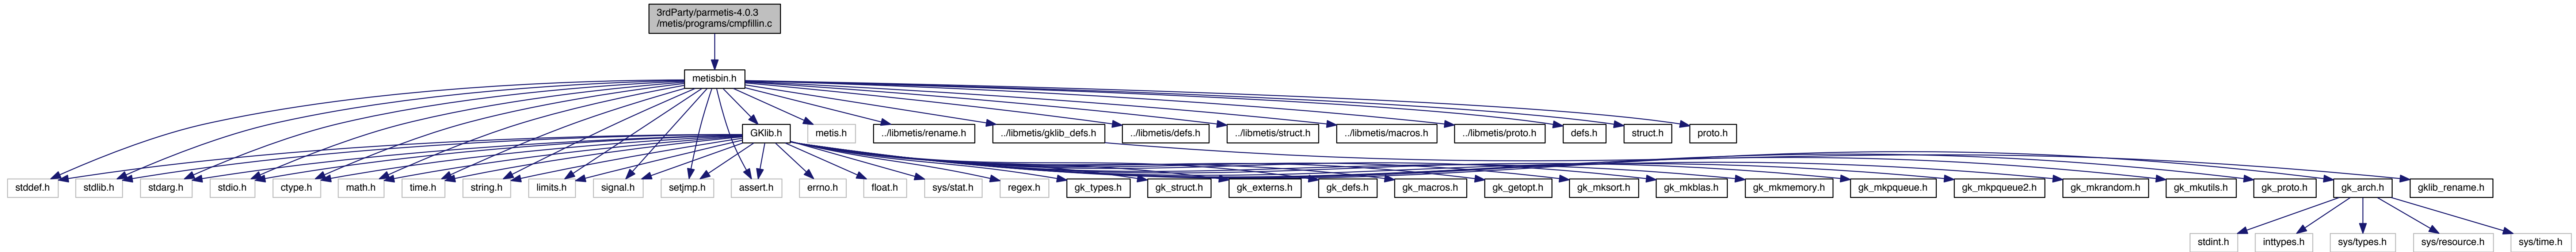 3rdParty/parmetis-4.0.3
/metis/programs/cmpfillin.c
metisbin.h
GKlib.h
metis.h
../libmetis/rename.h
../libmetis/gklib_defs.h
../libmetis/defs.h
../libmetis/struct.h
../libmetis/macros.h
../libmetis/proto.h
defs.h
struct.h
proto.h
stddef.h
stdlib.h
stdarg.h
stdio.h
ctype.h
math.h
time.h
string.h
limits.h
signal.h
setjmp.h
assert.h
errno.h
float.h
sys/stat.h
regex.h
gk_types.h
gk_struct.h
gk_externs.h
gk_defs.h
gk_macros.h
gk_getopt.h
gk_mksort.h
gk_mkblas.h
gk_mkmemory.h
gk_mkpqueue.h
gk_mkpqueue2.h
gk_mkrandom.h
gk_mkutils.h
gk_proto.h
gk_arch.h
gklib_rename.h
stdint.h
inttypes.h
sys/types.h
sys/resource.h
sys/time.h